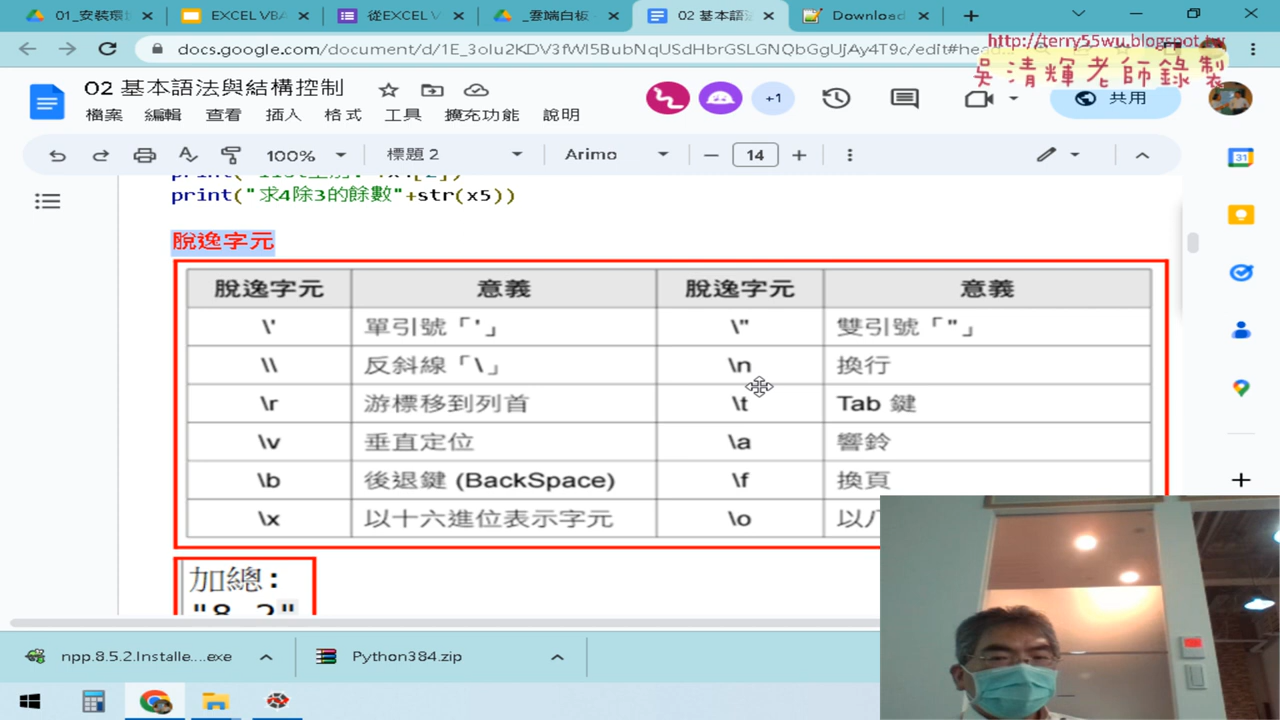 01_安裝環
EXCEL VBA
從EXCEL V
_雲端白板 -
02 基本語
Download
docs.google.com/document/d/1E_3oIu2KDV3fWI5BubNqUSdHbrGSLGNQbGgUjAy4T9c/edit#hea
http://terry55wu.blogspot.tw
吳清輝老師錄製
02 基本語法與結構控制
檔案 編輯 查看 插入 格式 工具 擴充功能 說明
+1
共用
100% 標題 2 Arimo 14
31
print("求4除3的餘數"+str(x5))
脫逸字元
脫逸字元 意義 脫逸字元 意義
\' 單引號「'」 \" 雙引號「"」
\\ 反斜線「\」 \n 換行
\r 游標移到列首 \t Tab 鍵
\v 垂直定位 \a 響鈴
\b 後退鍵 (BackSpace) \f 換頁
\x 以十六進位表示字元 \o 以八
加總:
"8.2"
npp.8.5.2.Installe....exe
Python384.zip